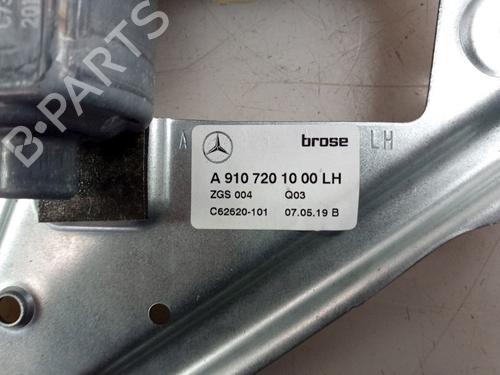 A
brose
LH
A 910 720 10 00 LH
ZGS 004 Q03
C62620-101 07.05.19 B
B-PARTS